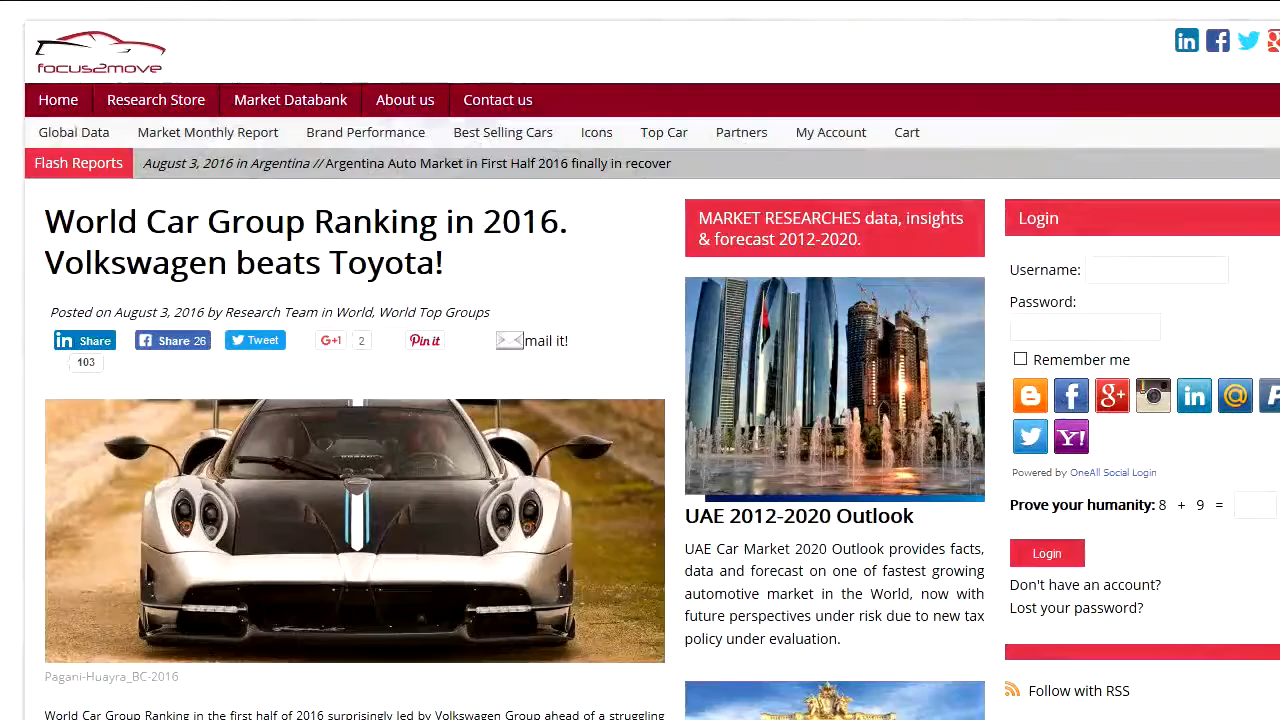 focus2move
Home Research Store Market Databank About us Contact us
Global Data Market Monthly Report Brand Performance Best Selling Cars Icons Top Car Partners My Account Cart
Flash Reports August 3, 2016 in Argentina // Argentina Auto Market in First Half 2016 finally in recover
World Car Group Ranking in 2016.
Volkswagen beats Toyota!
Posted on August 3, 2016 by Research Team in World, World Top Groups
in Share Share 26 Tweet G+1 2 Pin it mail it!
103
Pagani-Huayra_BC-2016
World Car Group Ranking in the first half of 2016 surprisingly led by Volkswagen Group ahead of a struggling
MARKET RESEARCHES data, insights
& forecast 2012-2020.
UAE 2012-2020 Outlook
UAE Car Market 2020 Outlook provides facts,
data and forecast on one of fastest growing
automotive market in the World, now with
future perspectives under risk due to new tax
policy under evaluation.
Login
Username:
Password:
Remember me
Powered by OneAll Social Login
Prove your humanity: 8 + 9 =
Login
Don't have an account?
Lost your password?
Follow with RSS